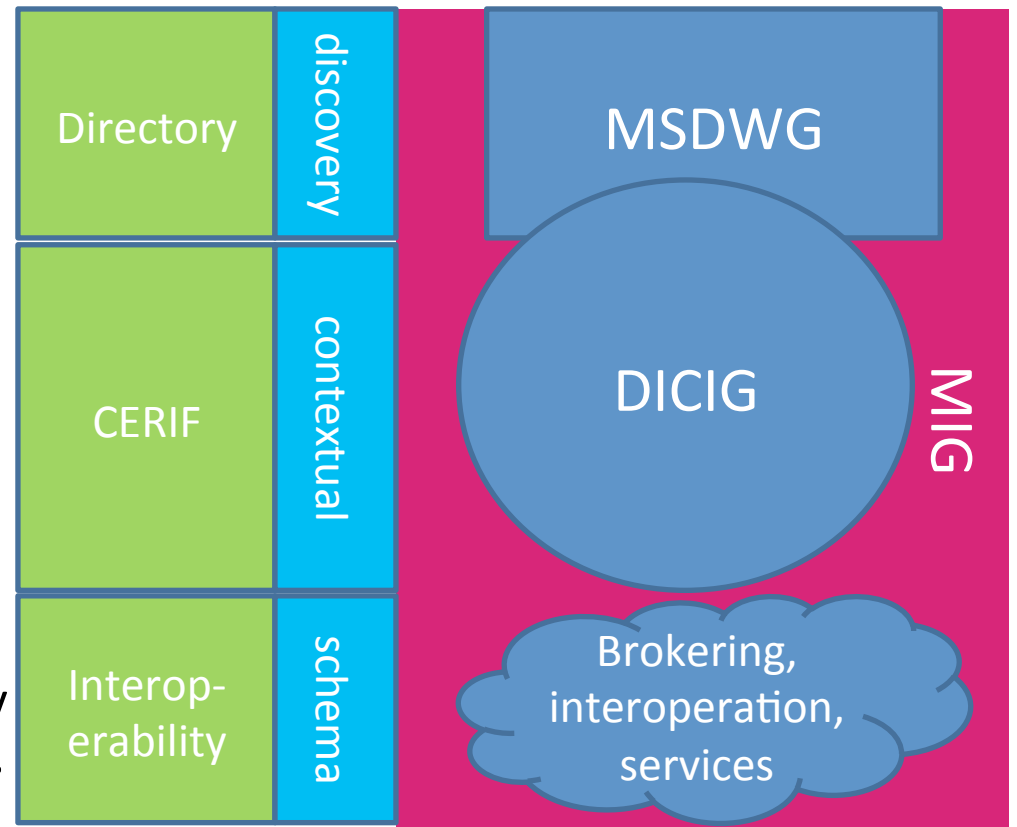 Directory
discovery
MSDWG
CERIF
contextual
DICIG
MIG
Interop-
erability
schema
Brokering,
interoperation,
services
y